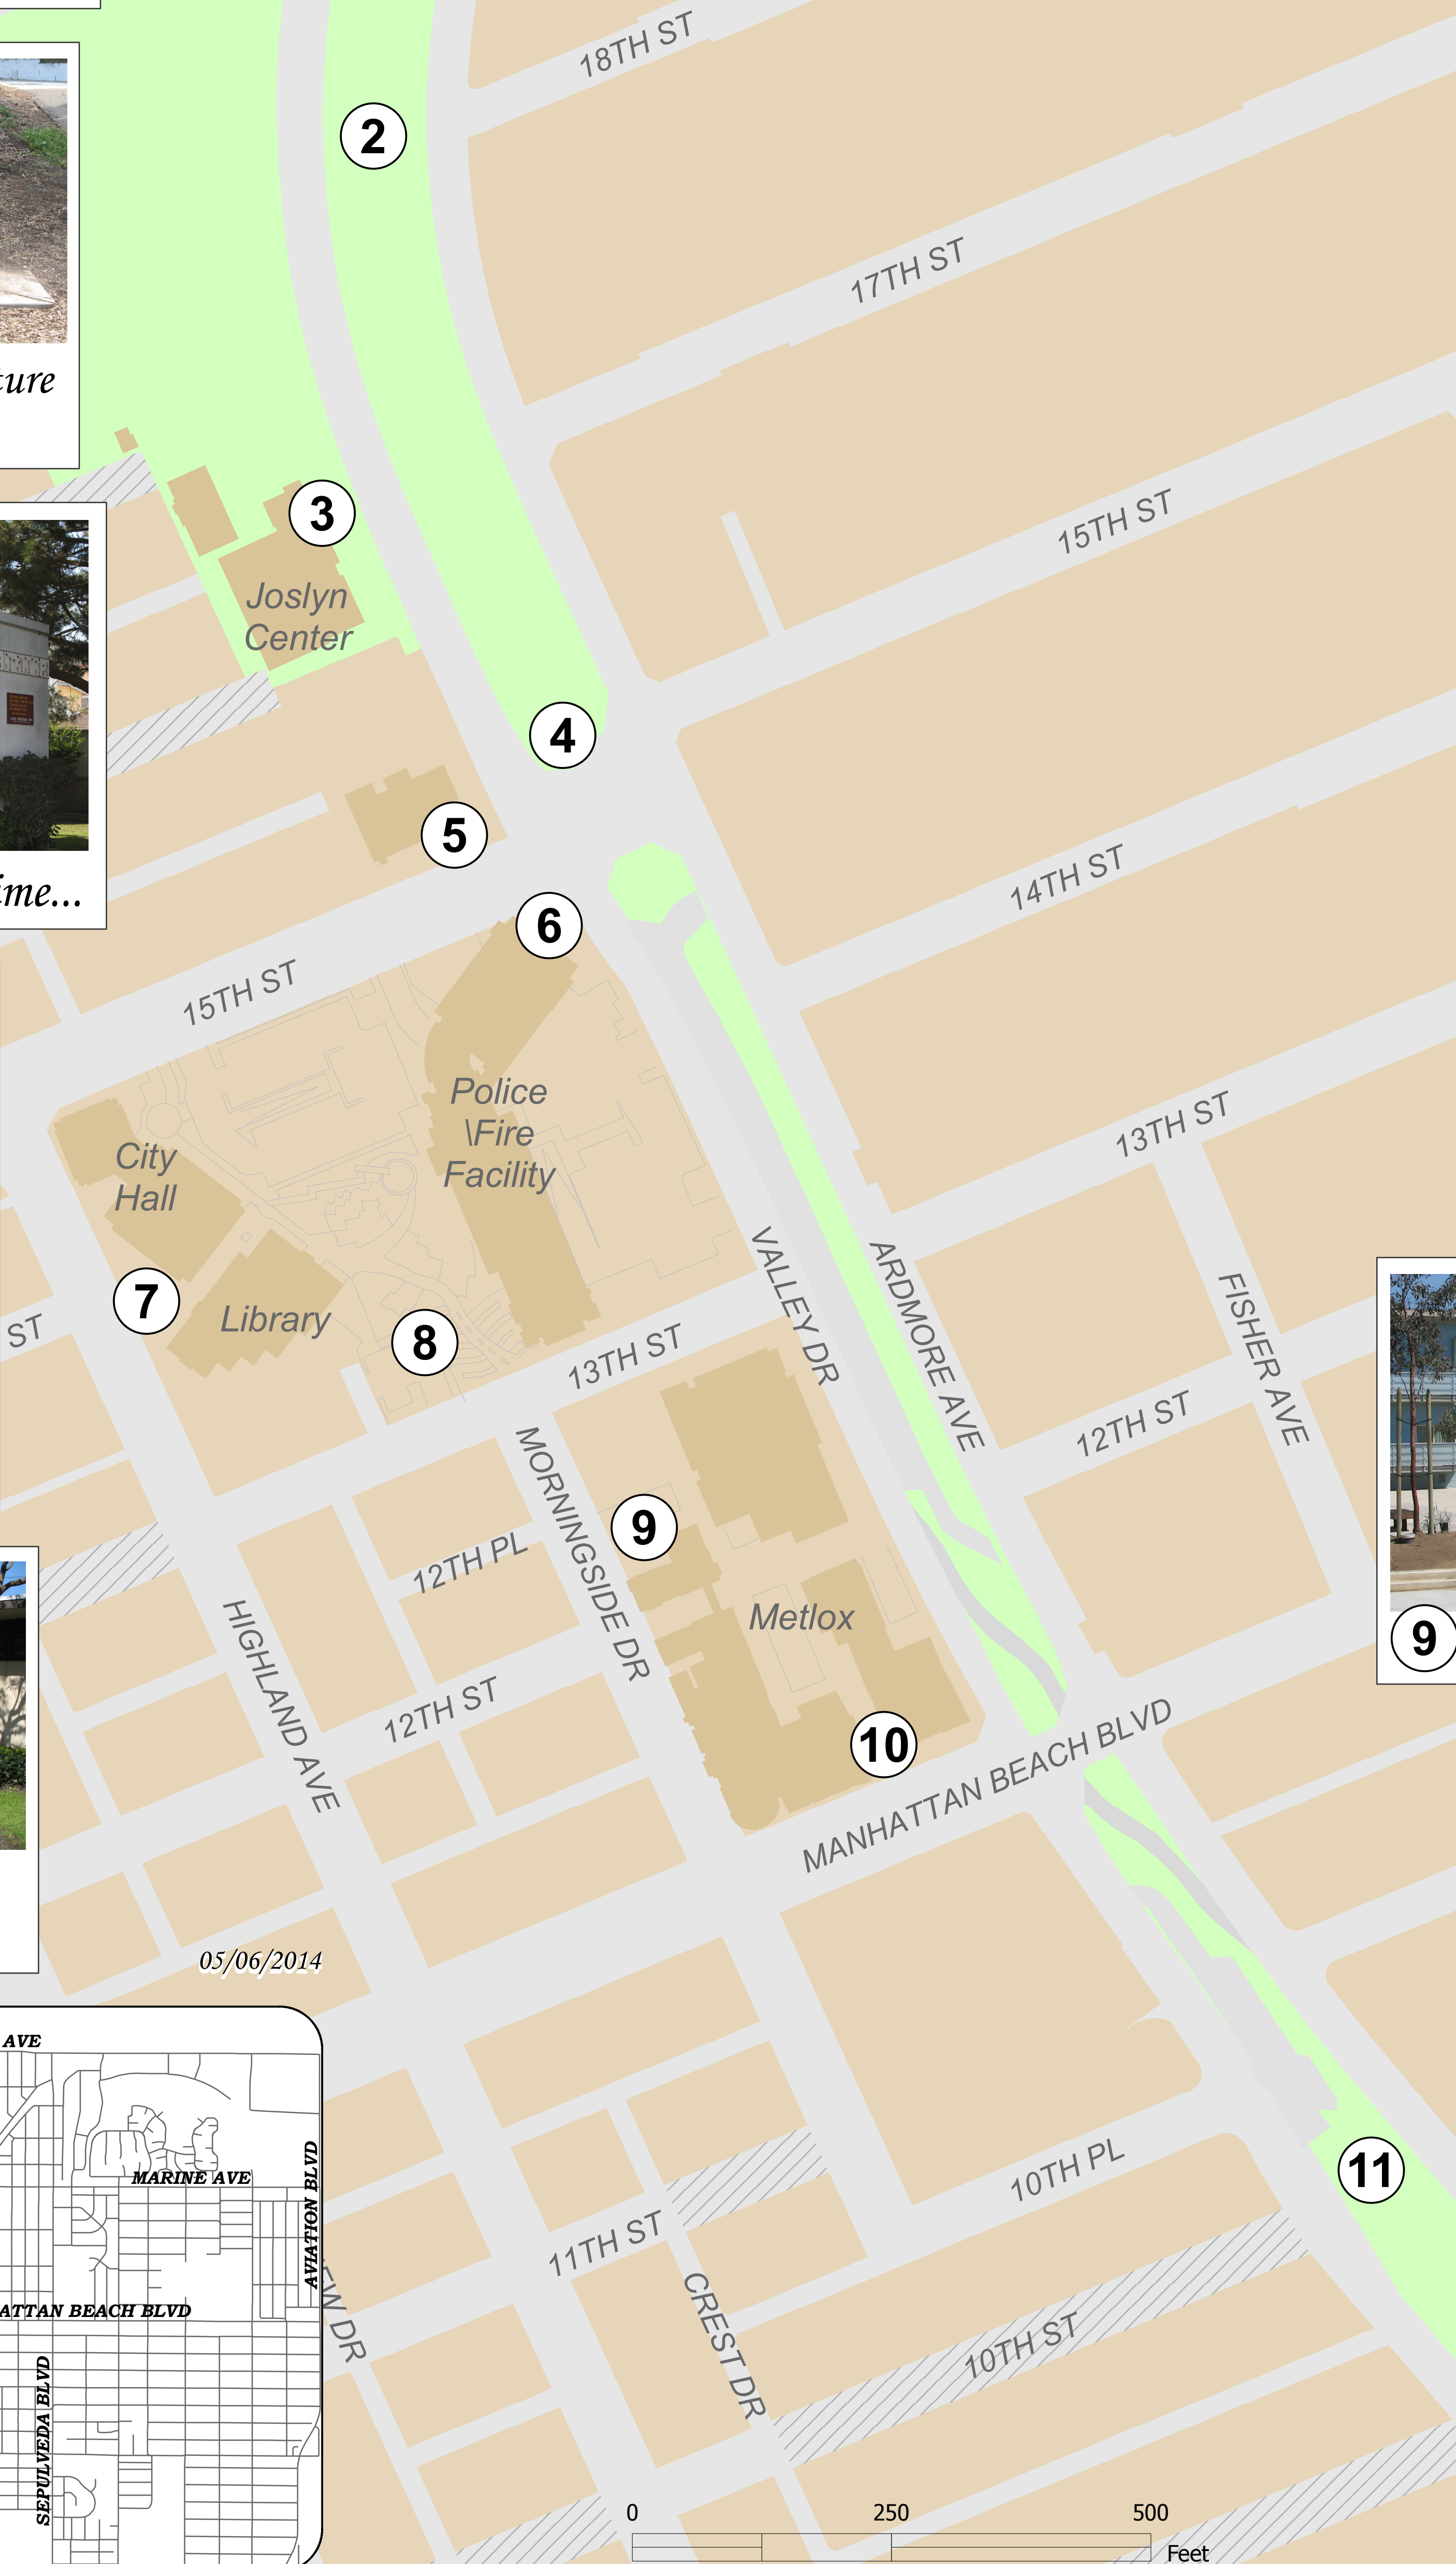 18TH ST
2
17TH ST
ture
3
15TH ST
Joslyn
Center
4
5
14TH ST
ime...
6
15TH ST
Police
\Fire
Facility
13TH ST
City
Hall
VALLEY DR
ARDMORE AVE
FISHER AVE
7
Library
8
ST
13TH ST
12TH ST
MORNINGSIDE DR
9
12TH PL
Metlox
9
HIGHLAND AVE
12TH ST
10
MANHATTAN BEACH BLVD
05/06/2014
AVE
MARINE AVE
AVIATION BLVD
11
10TH PL
11TH ST
EW DR
ATTAN BEACH BLVD
CREST DR
10TH ST
SEPULVEDA BLVD
0 250 500
Feet